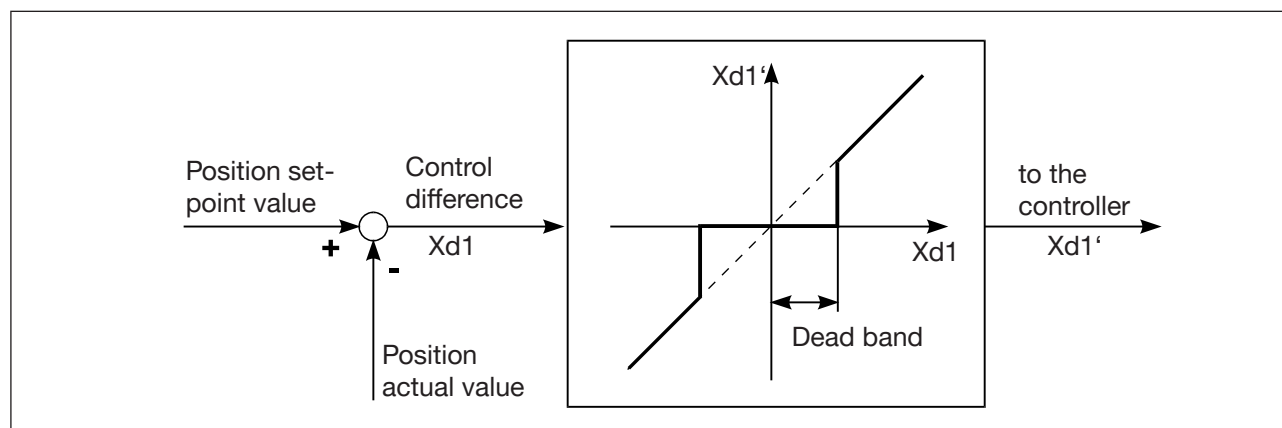 Position set-
point value
+
-
Position
actual value
Control
difference
Xd1
Xd1‘
Xd1
Dead band
to the
controller
Xd1‘